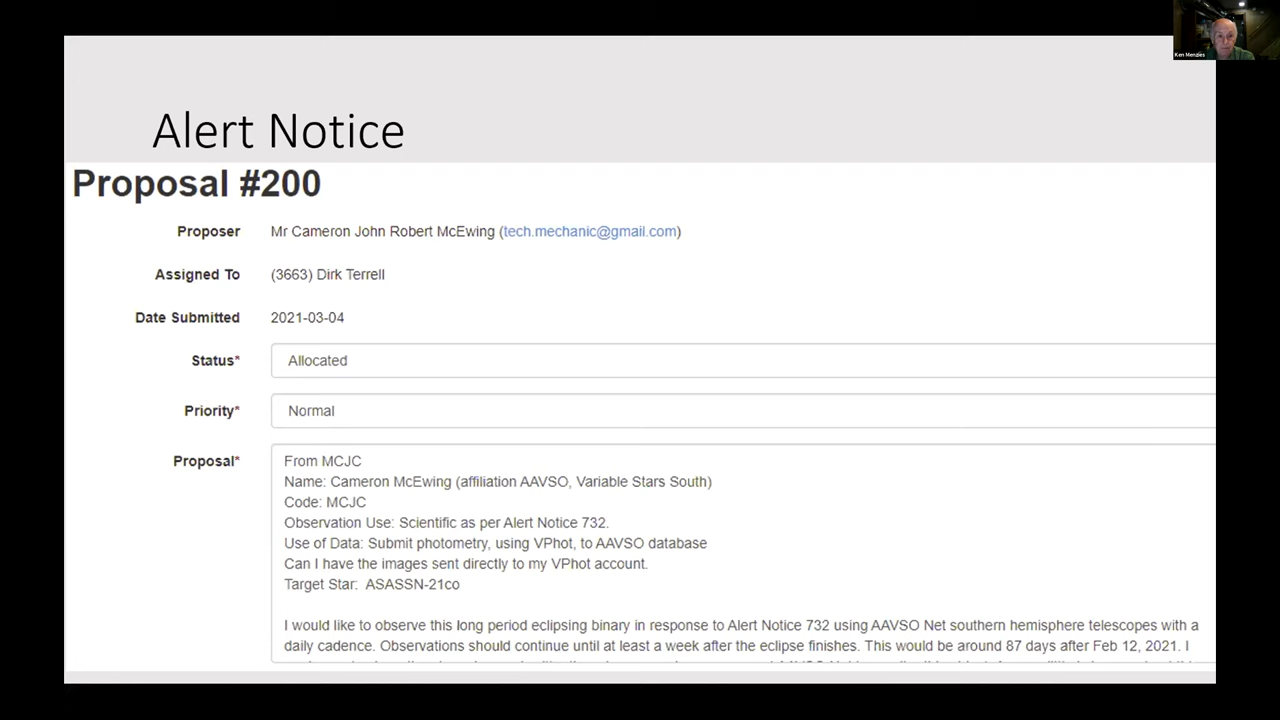 Ken Menzies
Alert Notice
Proposal #200
Proposer Mr Cameron John Robert McEwing (tech.mechanic@gmail.com)
Assigned To (3663) Dirk Terrell
Date Submitted 2021-03-04
Status* Allocated
Priority* Normal
Proposal* From MCJC
Name: Cameron McEwing (affiliation AAVSO, Variable Stars South)
Code: MCJC
Observation Use: Scientific as per Alert Notice 732.
Use of Data: Submit photometry, using VPhot, to AAVSO database
Can I have the images sent directly to my VPhot account.
Target Star: ASASSN-21co
I would like to observe this long period eclipsing binary in response to Alert Notice 732 using AAVSO Net southern hemisphere telescopes with a
daily cadence. Observations should continue until at least a week after the eclipse finishes. This would be around 87 days after Feb 12, 2021. I